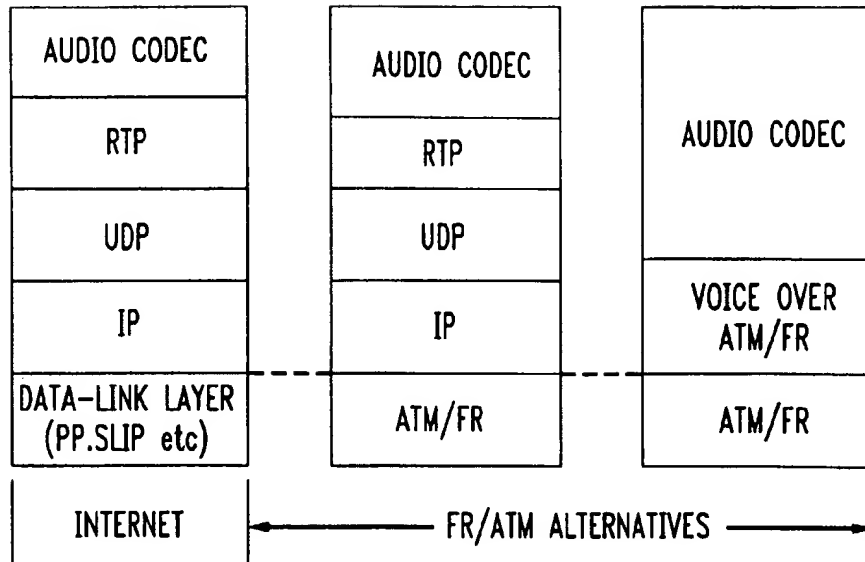 AUDIO CODEC
RTP
UDP
IP
DATA-LINK LAYER
(PP.SLIP etc)
INTERNET
AUDIO CODEC
RTP
UDP
IP
ATM/FR
AUDIO CODEC
VOICE OVER
ATM/FR
ATM/FR
FR/ATM ALTERNATIVES